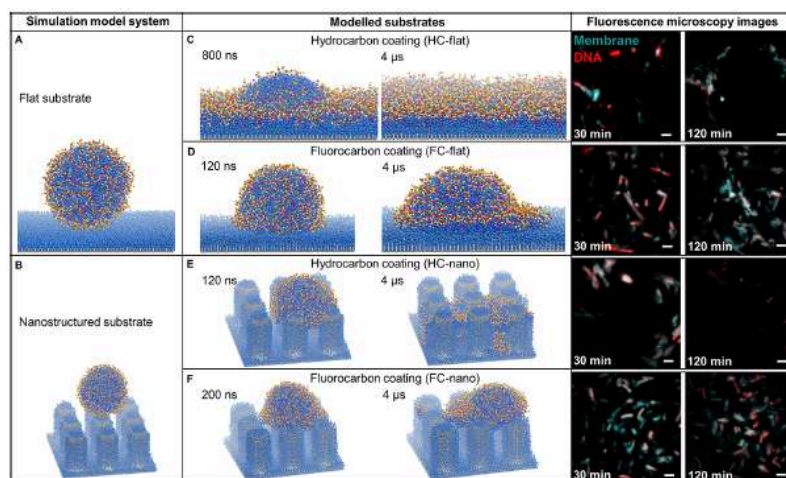 Simulation model system
Modelled substrates
Fluorescence microscopy images
A
Flat substrate
B
Nanostructured substrate
C
Hydrocarbon coating (HC-flat)
800 ns
4 µs
D
Fluorocarbon coating (FC-flat)
120 ns
4 µs
E
Hydrocarbon coating (HC-nano)
120 ns
4 µs
F
Fluorocarbon coating (FC-nano)
200 ns
4 µs
Membrane
DNA
30 min
120 min
30 min
120 min
30 min
120 min
30 min
120 min